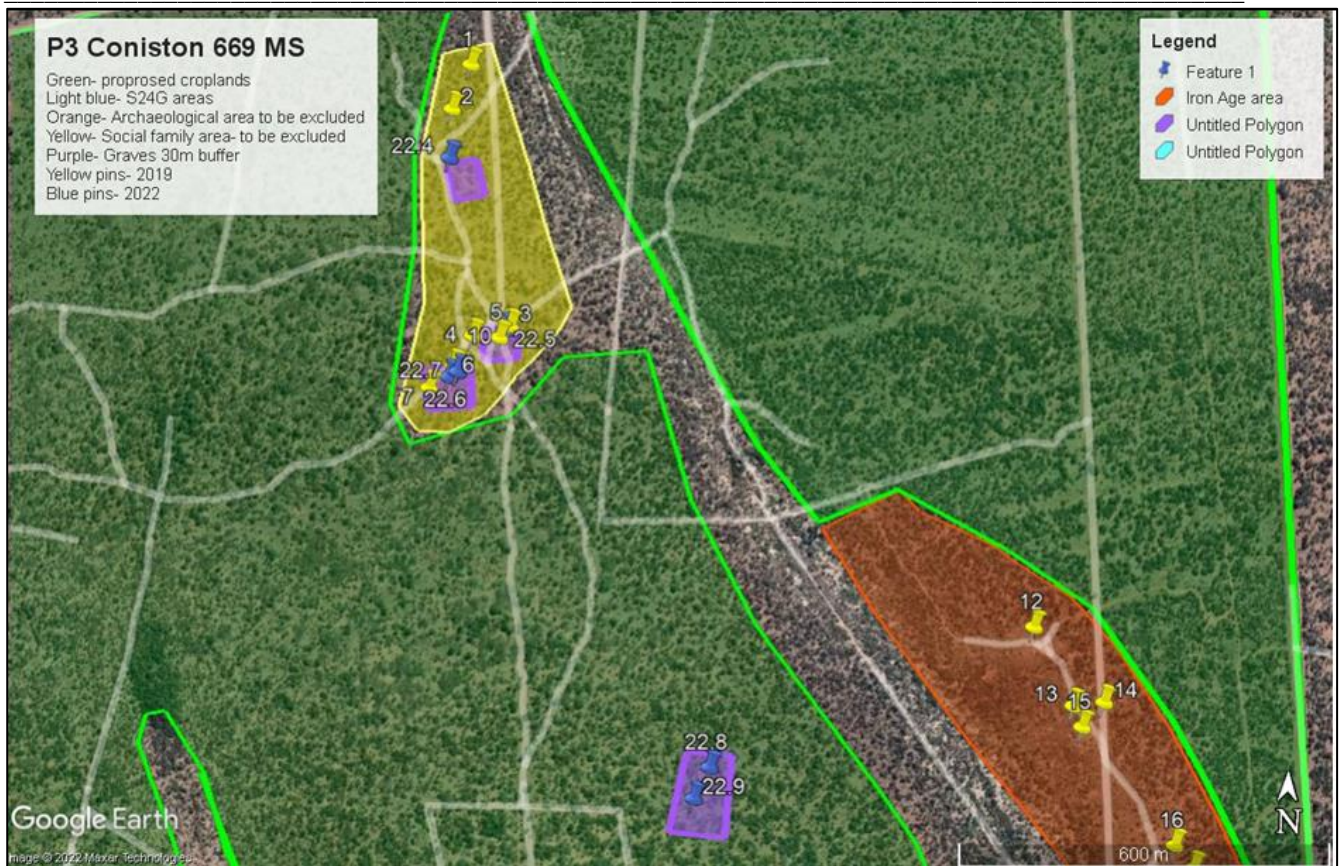 P3 Coniston 669 MS
Green- proprosed croplands
Light blue- S24G areas
Orange- Archaeological area to be excluded
Yellow- Social family area- to be excluded
Purple- Graves 30m buffer
Yellow pins- 2019
Blue pins- 2022
Legend
Feature 1
Iron Age area
Untitled Polygon
Untitled Polygon
1
2
22.4
5
3
4
10
22.5
22.7
6
7
22.6
12
13
15
14
22.8
22.9
16
N
600 m
Google Earth
Image © 2022 Maxar Technologies